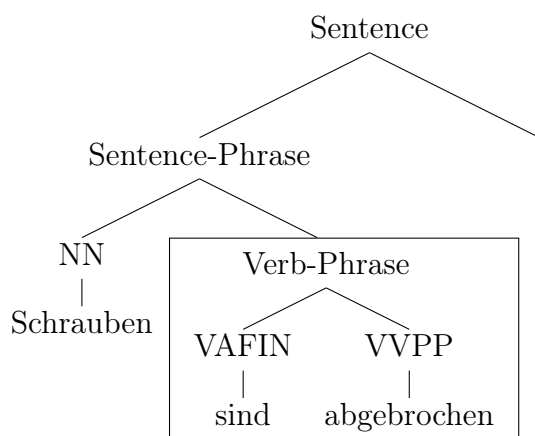 Sentence
Sentence-Phrase
NN
Verb-Phrase
Schrauben
VAFIN VVPP
sind abgebrochen